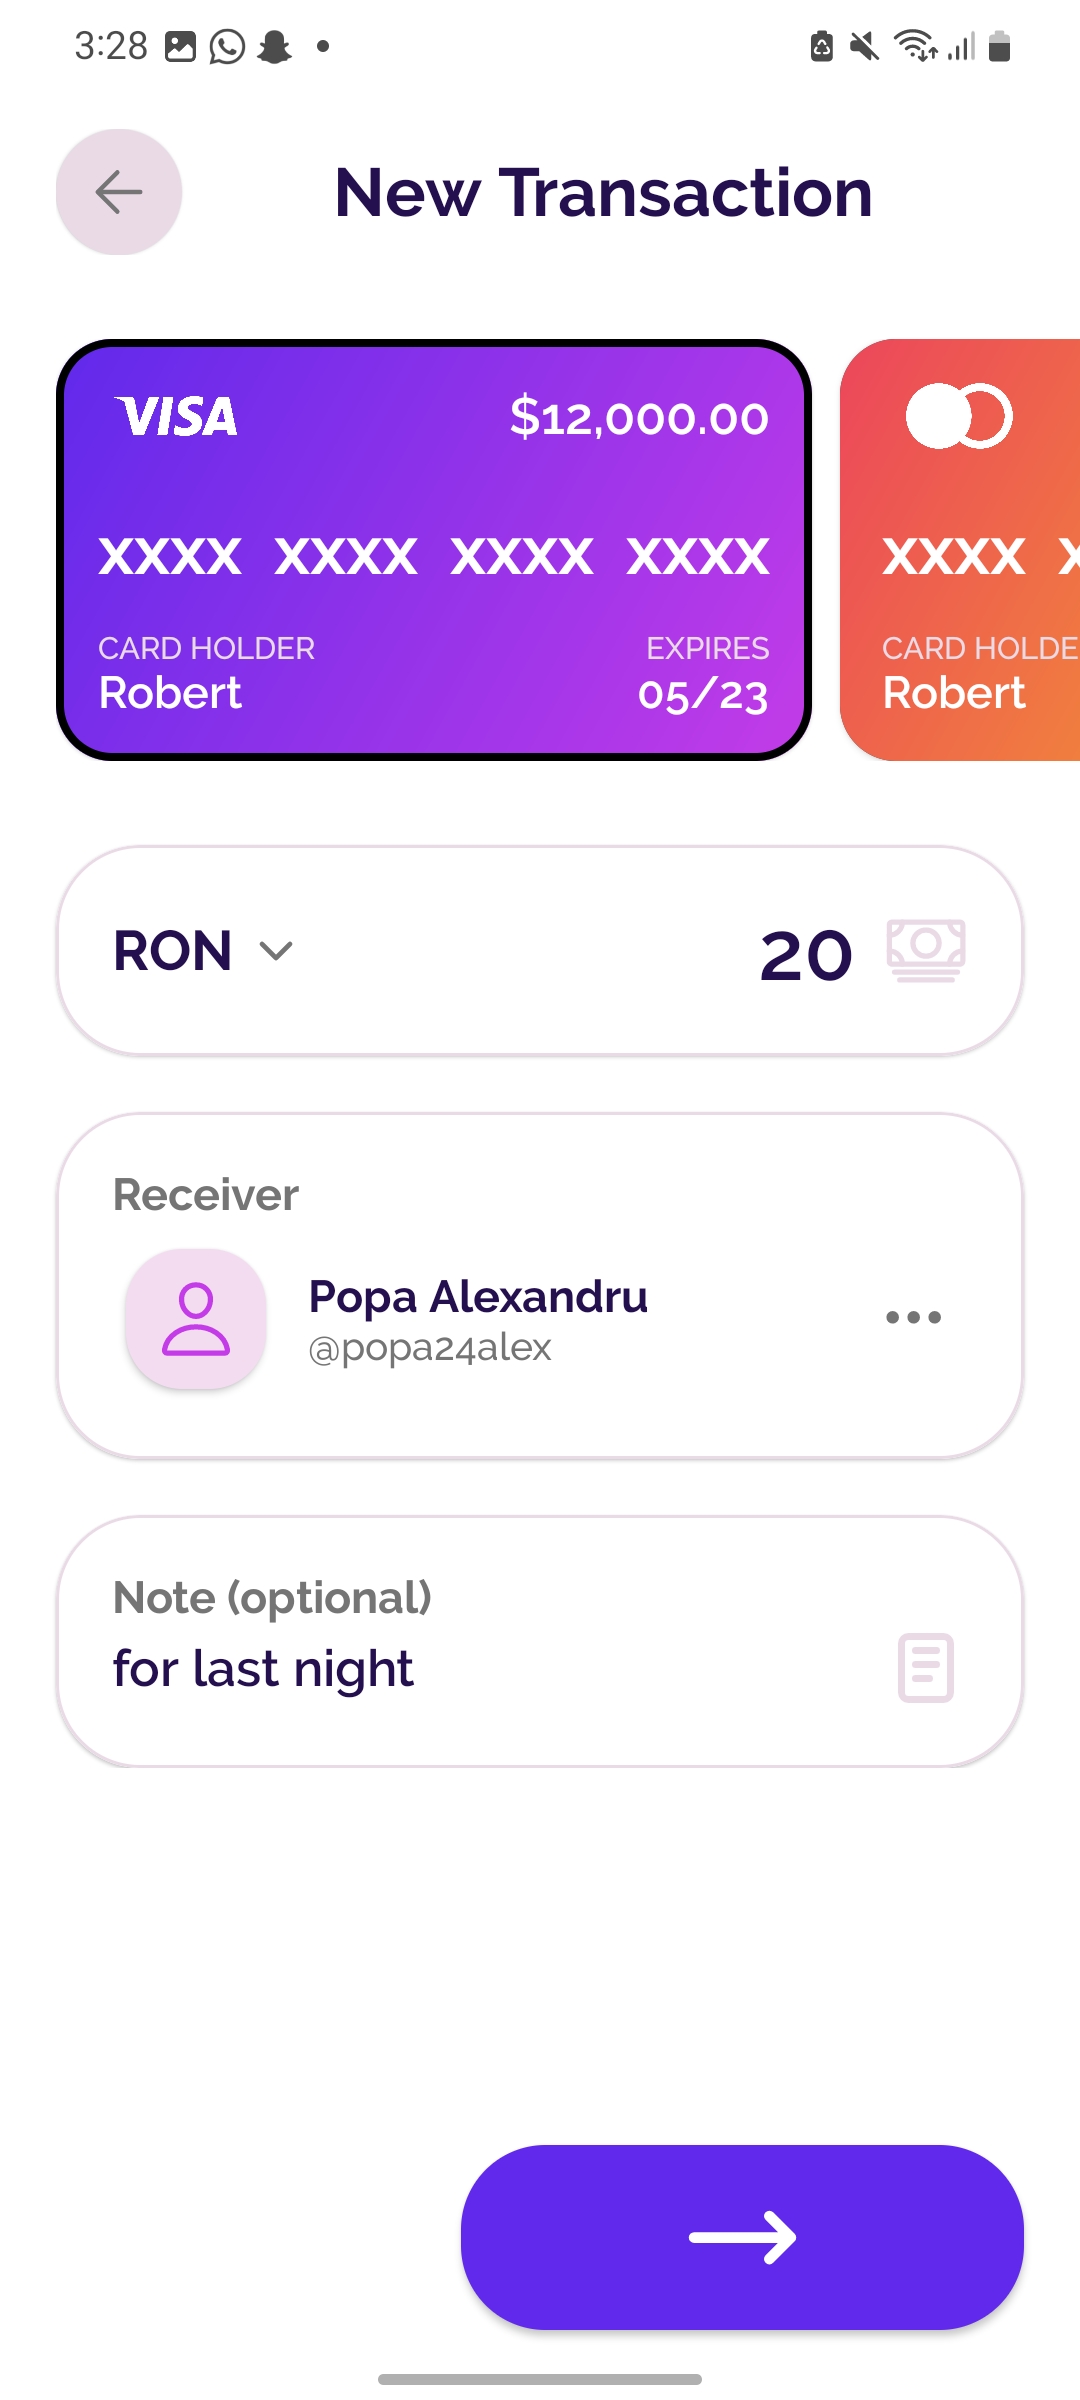 3:28
New Transaction
VISA $12,000.00
XXXX XXXX XXXX XXXX
CARD HOLDER EXPIRES
Robert 05/23
XXXX X
CARD HOLDE
Robert
RON 20
Receiver
Popa Alexandru
@popa24alex
Note (optional)
for last night